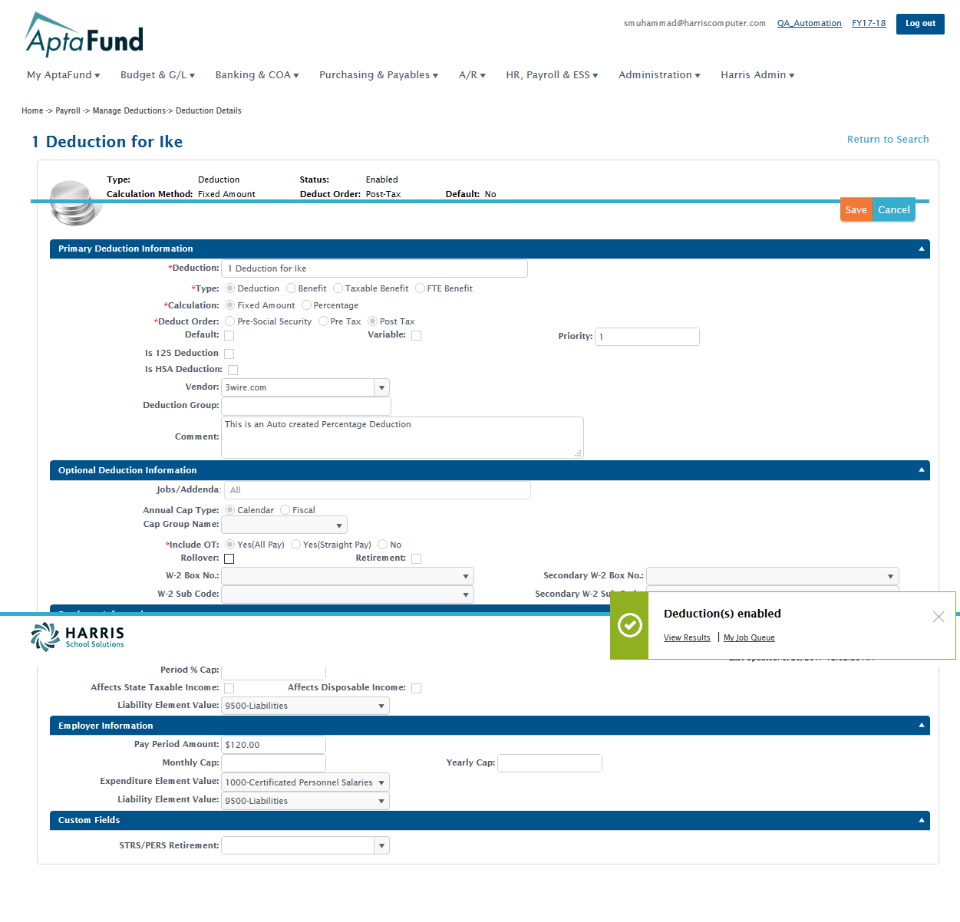 smuhammad@harriscomputer.com QA_Automation FY17-18 Log out
AptaFund
My AptaFund Budget & G/L Banking & COA Purchasing & Payables A/R HR, Payroll & ESS Administration Harris Admin
Home -> Payroll -> Manage Deductions-> Deduction Details
1 Deduction for Ike Return to Search
Type: Deduction Status: Enabled
Calculation Method: Fixed Amount Deduct Order: Post-Tax Default: No
Save Cancel
Primary Deduction Information
*Deduction: 1 Deduction for Ike
*Type: Deduction Benefit Taxable Benefit FTE Benefit
*Calculation: Fixed Amount Percentage
*Deduct Order: Pre-Social Security Pre Tax Post Tax
Default: Variable: Priority: 1
Is 125 Deduction
Is HSA Deduction:
Vendor: 3wire.com
Deduction Group:
Comment: This is an Auto created Percentage Deduction
Optional Deduction Information
Jobs/Addenda: All
Annual Cap Type: Calendar Fiscal
Cap Group Name:
*Include OT: Yes(All Pay) Yes(Straight Pay) No
Rollover: Retirement:
W-2 Box No.: Secondary W-2 Box No.:
W-2 Sub Code: Secondary W-2 Sub
Deduction(s) enabled
View Results | My Job Queue
HARRIS
School Solutions
Period % Cap:
Affects State Taxable Income: Affects Disposable Income:
Liability Element Value: 9500-Liabilities
Employer Information
Pay Period Amount: $120.00
Monthly Cap: Yearly Cap:
Expenditure Element Value: 1000-Certificated Personnel Salaries
Liability Element Value: 9500-Liabilities
Custom Fields
STRS/PERS Retirement: